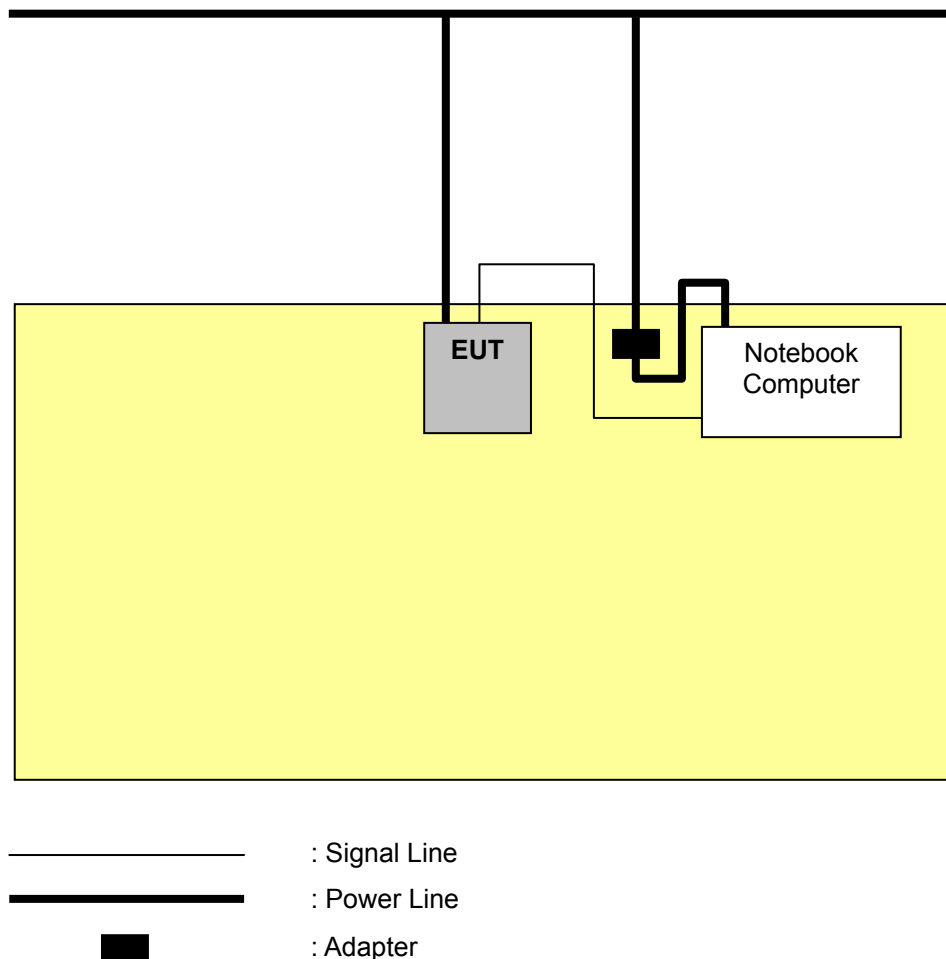 EUT
Notebook
Computer
: Signal Line
: Power Line
: Adapter